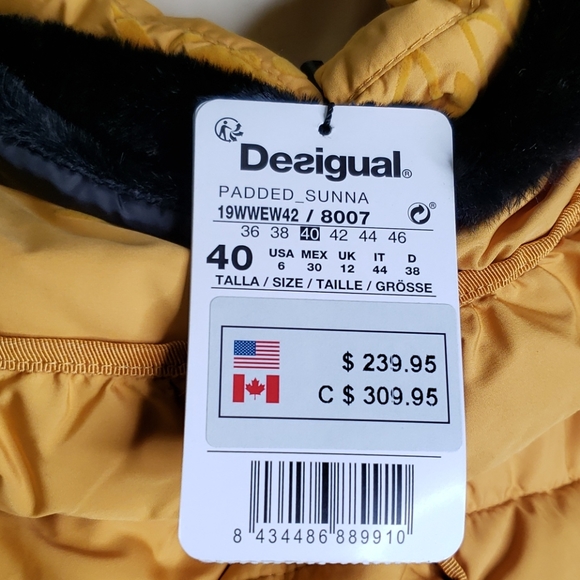 Desigual®
PADDED_SUNNA
19WWEW42 / 8007
36 38 40 42 44 46
40 USA MEX UK IT D
6 30 12 44 38
TALLA / SIZE / TAILLE / GRÖSSE
$ 239.95
C $ 309.95
8 434486 889910